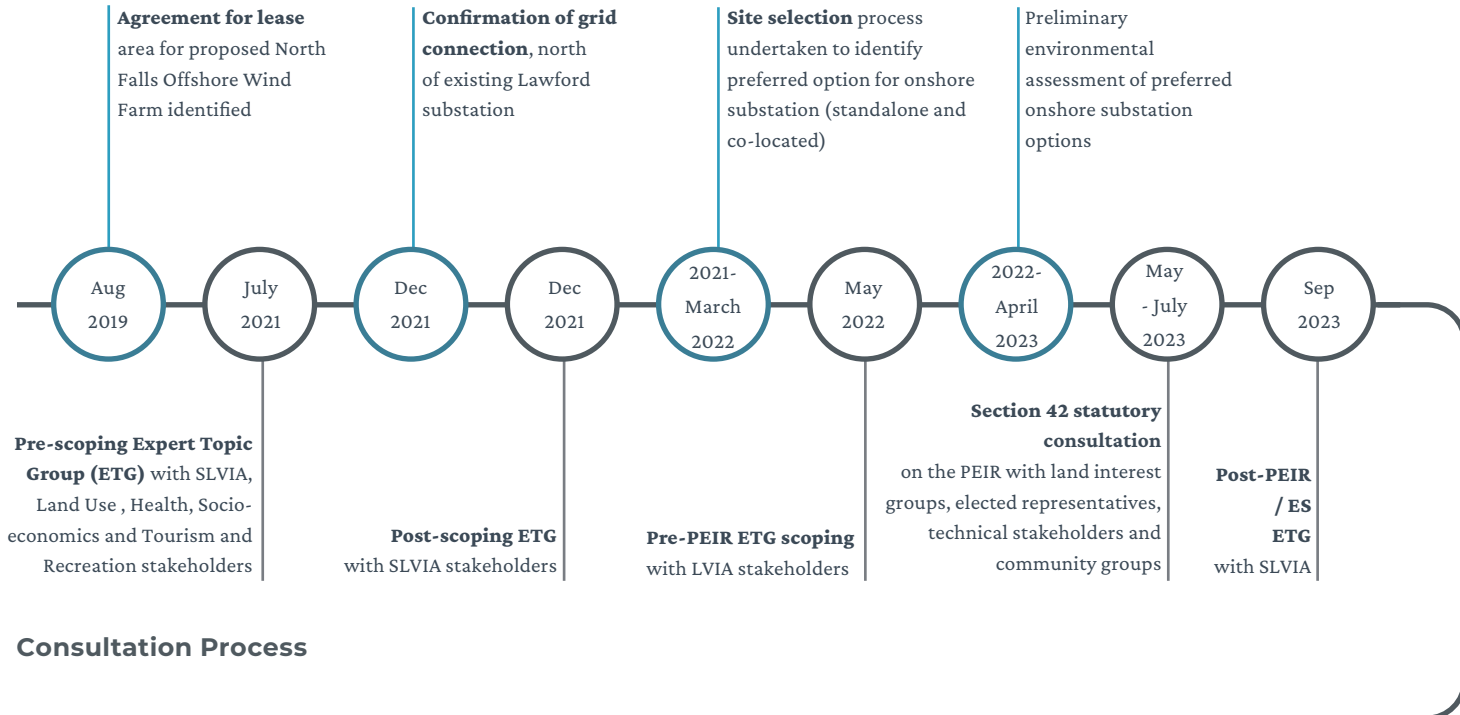 Agreement for lease
area for proposed North
Falls Offshore Wind
Farm identified
Confirmation of grid
connection, north
of existing Lawford
substation
Site selection process
undertaken to identify
preferred option for onshore
substation (standalone and
co-located)
Preliminary
environmental
assessment of preferred
onshore substation
options
Aug
2019
July
2021
Dec
2021
Dec
2021
2021-
March
2022
May
2022
2022-
April
2023
May
- July
2023
Sep
2023
Pre-scoping Expert Topic
Group (ETG) with SLVIA,
Land Use , Health, Socio-
economics and Tourism and
Recreation stakeholders
Post-scoping ETG
with SLVIA stakeholders
Pre-PEIR ETG scoping
with LVIA stakeholders
Section 42 statutory
consultation
on the PEIR with land interest
groups, elected representatives,
technical stakeholders and
community groups
Post-PEIR
/ ES
ETG
with SLVIA
Consultation Process